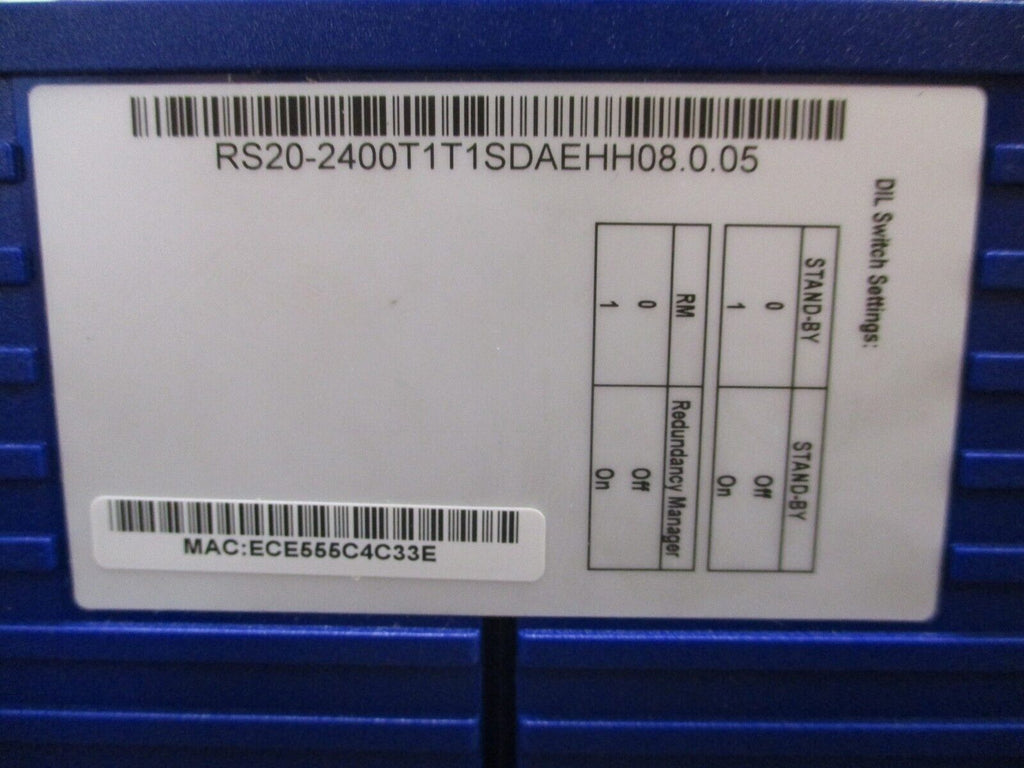 RS20-2400T1T1SDAEHH08.0.05
DIL Switch Settings:
STAND-BY STAND-BY
0 Off
1 On
RM Redundancy Manager
0 Off
1 On
MAC:ECE555C4C33E